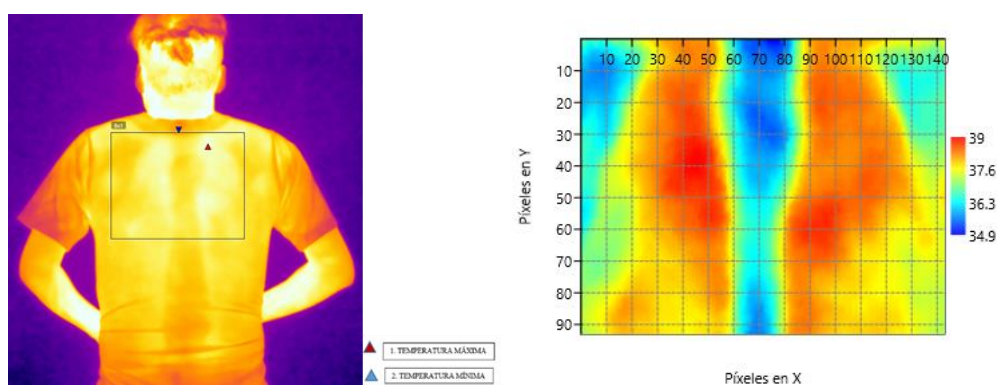 1. TEMPERATURA MÁXIMA
2. TEMPERATURA MÍNIMA
10 20 30 40 50 60 70 80 90 100 110 120 130 140
10
20
30
40
50
60
70
80
90
Píxeles en Y
Píxeles en X
39
37.6
36.3
34.9